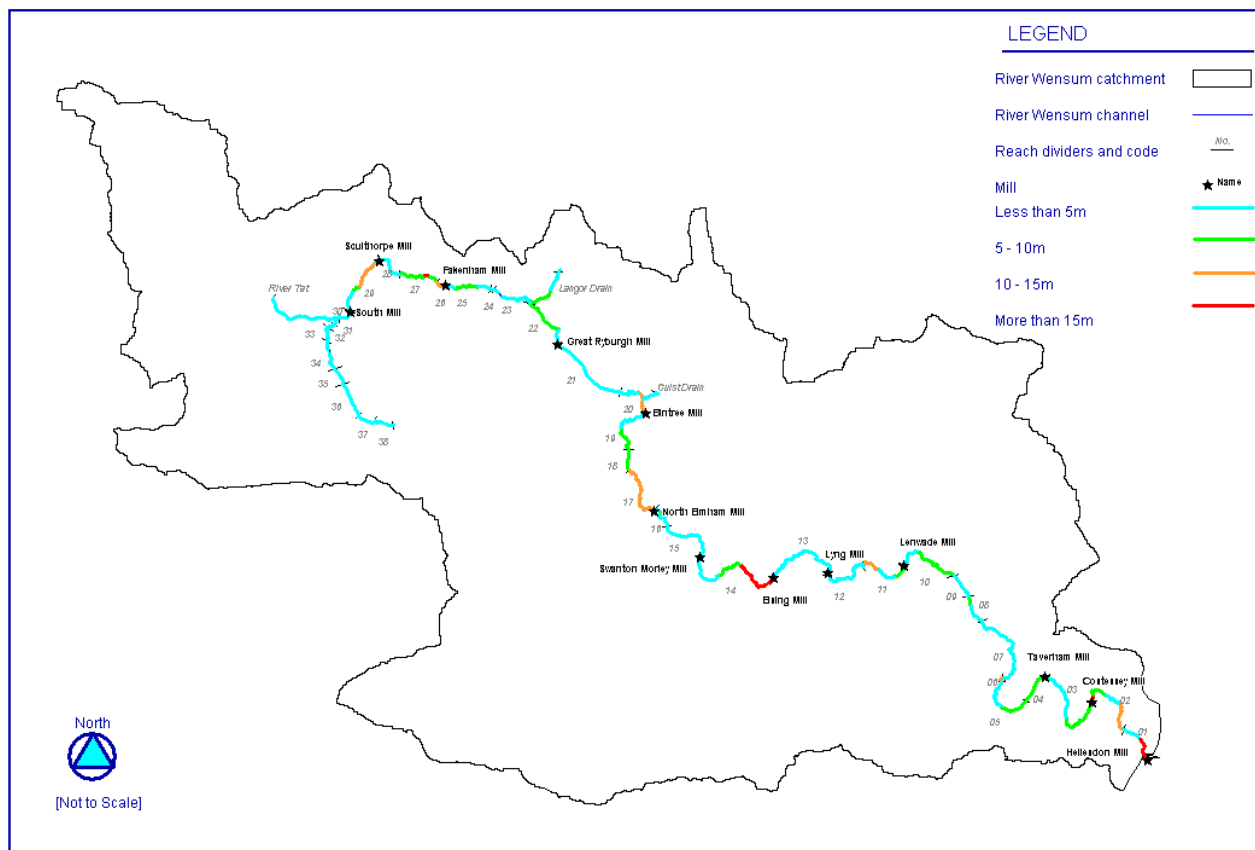 LEGEND
River Wensum catchment
River Wensum channel
Reach dividers and code
No.
Mill
Name
Less than 5m
5 - 10m
10 - 15m
More than 15m
Sculthorpe Mill
28
27
Fakenham Mill
26
25
24
23
Langor Drain
River Tat
29
30
South Mill
31
32
33
34
35
36
37
38
22
Great Ryburgh Mill
21
Guist Drain
20
Bintree Mill
19
18
17
North Elmham Mill
16
15
Swanton Morley Mill
14
Elsing Mill
13
Lyng Mill
12
11
Lenwade Mill
10
09
08
07
06
05
04
Taverham Mill
03
Costessey Mill
02
01
Hellesdon Mill
North
[Not to Scale]